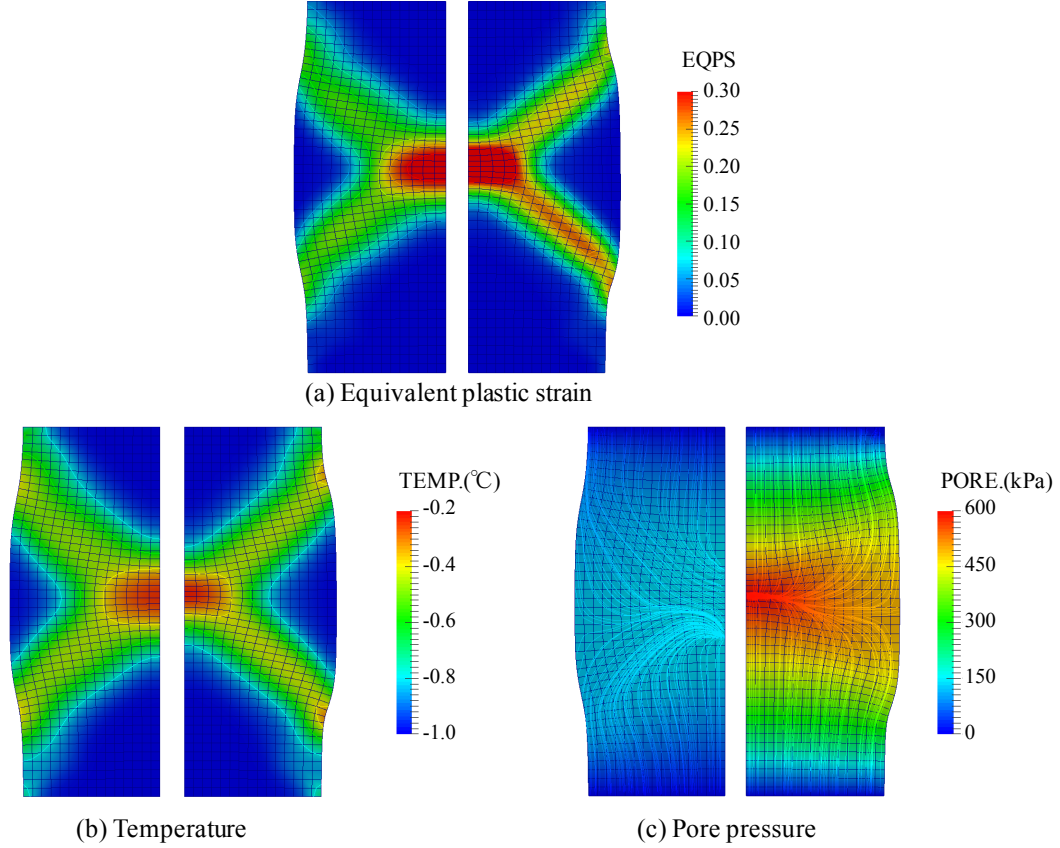 EQPS
0.30
0.25
0.20
0.15
0.10
0.05
0.00
(a) Equivalent plastic strain
TEMP.(℃)
-0.2
-0.4
-0.6
-0.8
-1.0
(b) Temperature
PORE.(kPa)
600
450
300
150
0
(c) Pore pressure